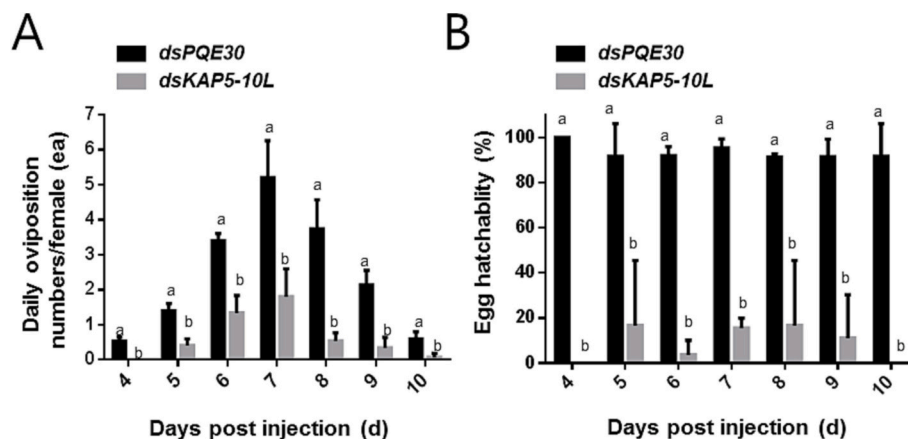 A
dsPQE30
dsKAP5-10L
Daily oviposition
numbers/female (ea)
7
6
5
4
3
2
1
0
a
b
a
b
a
b
a
b
a
b
a
b
a
b
4
5
6
7
8
9
10
Days post injection (d)
B
dsPQE30
dsKAP5-10L
Egg hatchablity (%)
100
80
60
40
20
0
a
b
a
b
a
b
a
b
a
b
a
b
a
b
4
5
6
7
8
9
10
Days post injection (d)